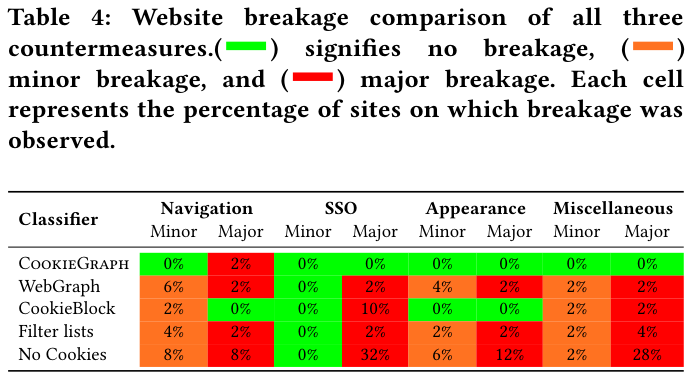 Table 4: Website breakage comparison of all three
countermeasures.( ) signifies no breakage, ( )
minor breakage, and ( ) major breakage. Each cell
represents the percentage of sites on which breakage was
observed.
Classifier Navigation SSO Appearance Miscellaneous
Minor Major Minor Major Minor Major Minor Major
COOKIEGRAPH 0% 2% 0% 0% 0% 0% 0% 0%
WebGraph 6% 2% 0% 2% 4% 2% 2% 2%
CookieBlock 2% 0% 0% 10% 0% 0% 2% 2%
Filter lists 4% 2% 0% 2% 2% 2% 2% 4%
No Cookies 8% 8% 0% 32% 6% 12% 2% 28%